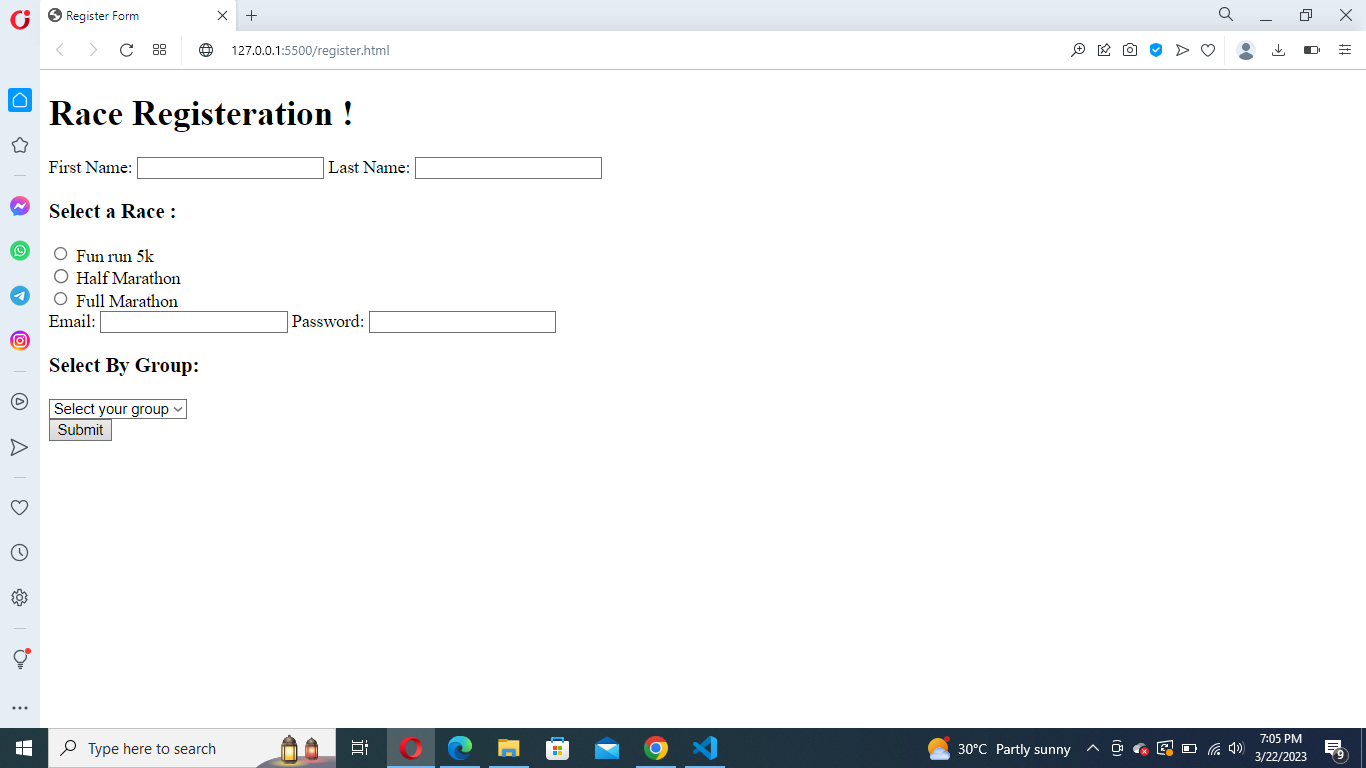 Register Form
127.0.0.1:5500/register.html
Race Registeration !
First Name: Last Name:
Select a Race :
Fun run 5k
Half Marathon
Full Marathon
Email: Password:
Select By Group:
Select your group
Submit
Type here to search
30°C Partly sunny
7:05 PM
3/22/2023
9